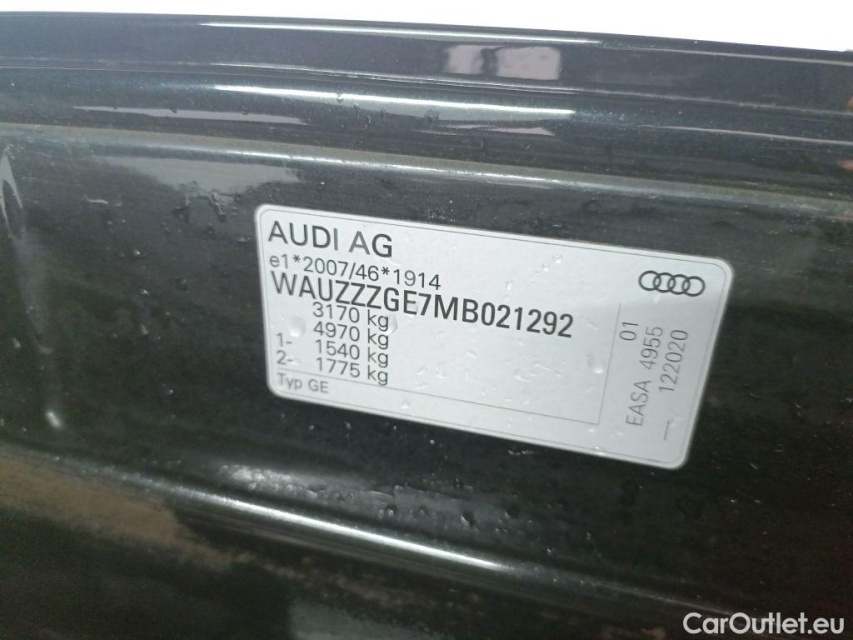 AUDI AG
e1*2007/46*1914
WAUZZZGE7MB021292
3170 kg
4970 kg
1- 1540 kg
2- 1775 kg
Typ GE
01
EASA 4955
— 122020
CarOutlet.eu